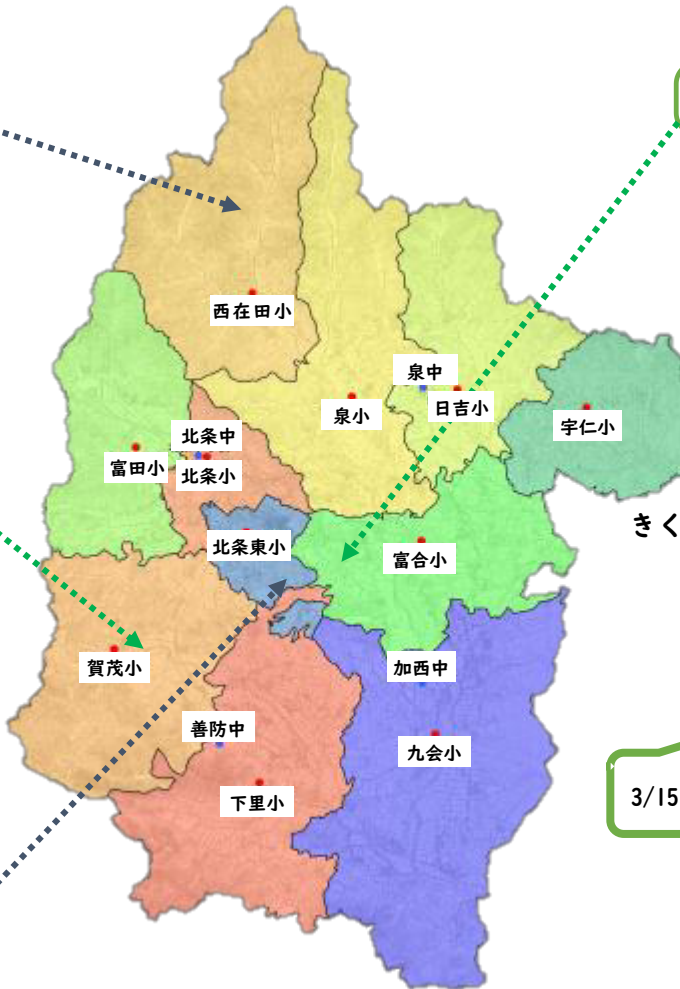 西在田小
泉中
日吉小
泉小
宇仁小
北条中
富田小
北条小
きく
北条東小
富合小
賀茂小
加西中
善防中
九会小
下里小
3/15